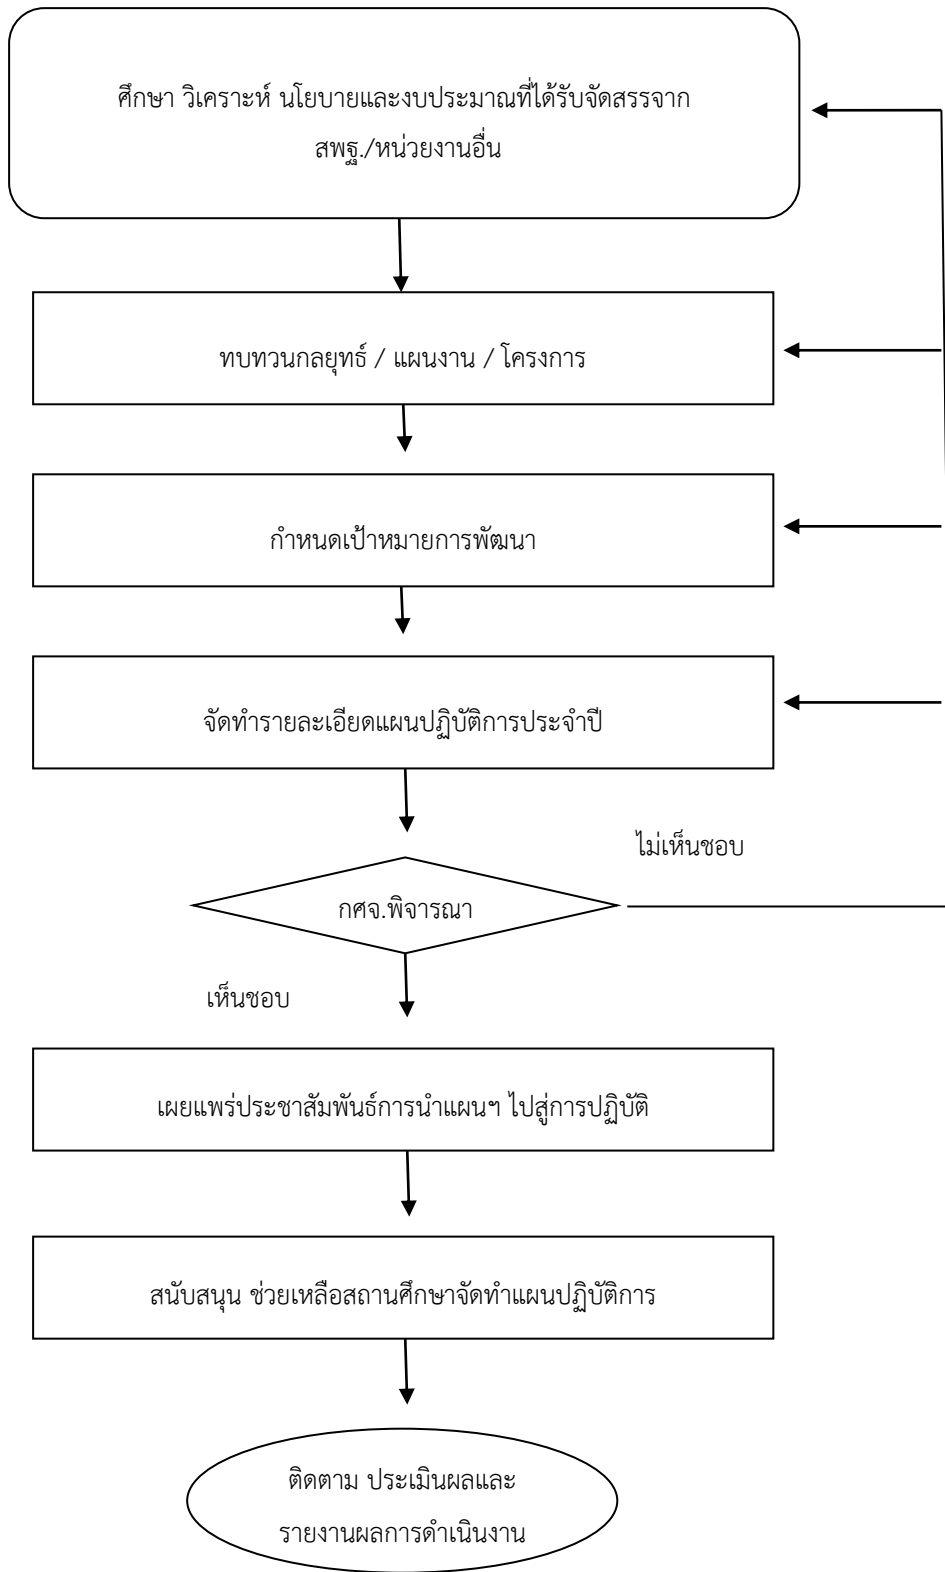 ศึกษา วิเคราะห์ นโยบายและงบประมาณที่ได้รับจัดสรรจาก
สพฐ./หน่วยงานอื่น
ทบทวนกลยุทธ์ / แผนงาน / โครงการ
กำหนดเป้าหมายการพัฒนา
จัดทำรายละเอียดแผนปฏิบัติการประจำปี
ไม่เห็นชอบ
กศจ.พิจารณา
เห็นชอบ
เผยแพร่ประชาสัมพันธ์การนำแผนฯ ไปสู่การปฏิบัติ
สนับสนุน ช่วยเหลือสถานศึกษาจัดทำแผนปฏิบัติการ
ติดตาม ประเมินผลและ
รายงานผลการดำเนินงาน